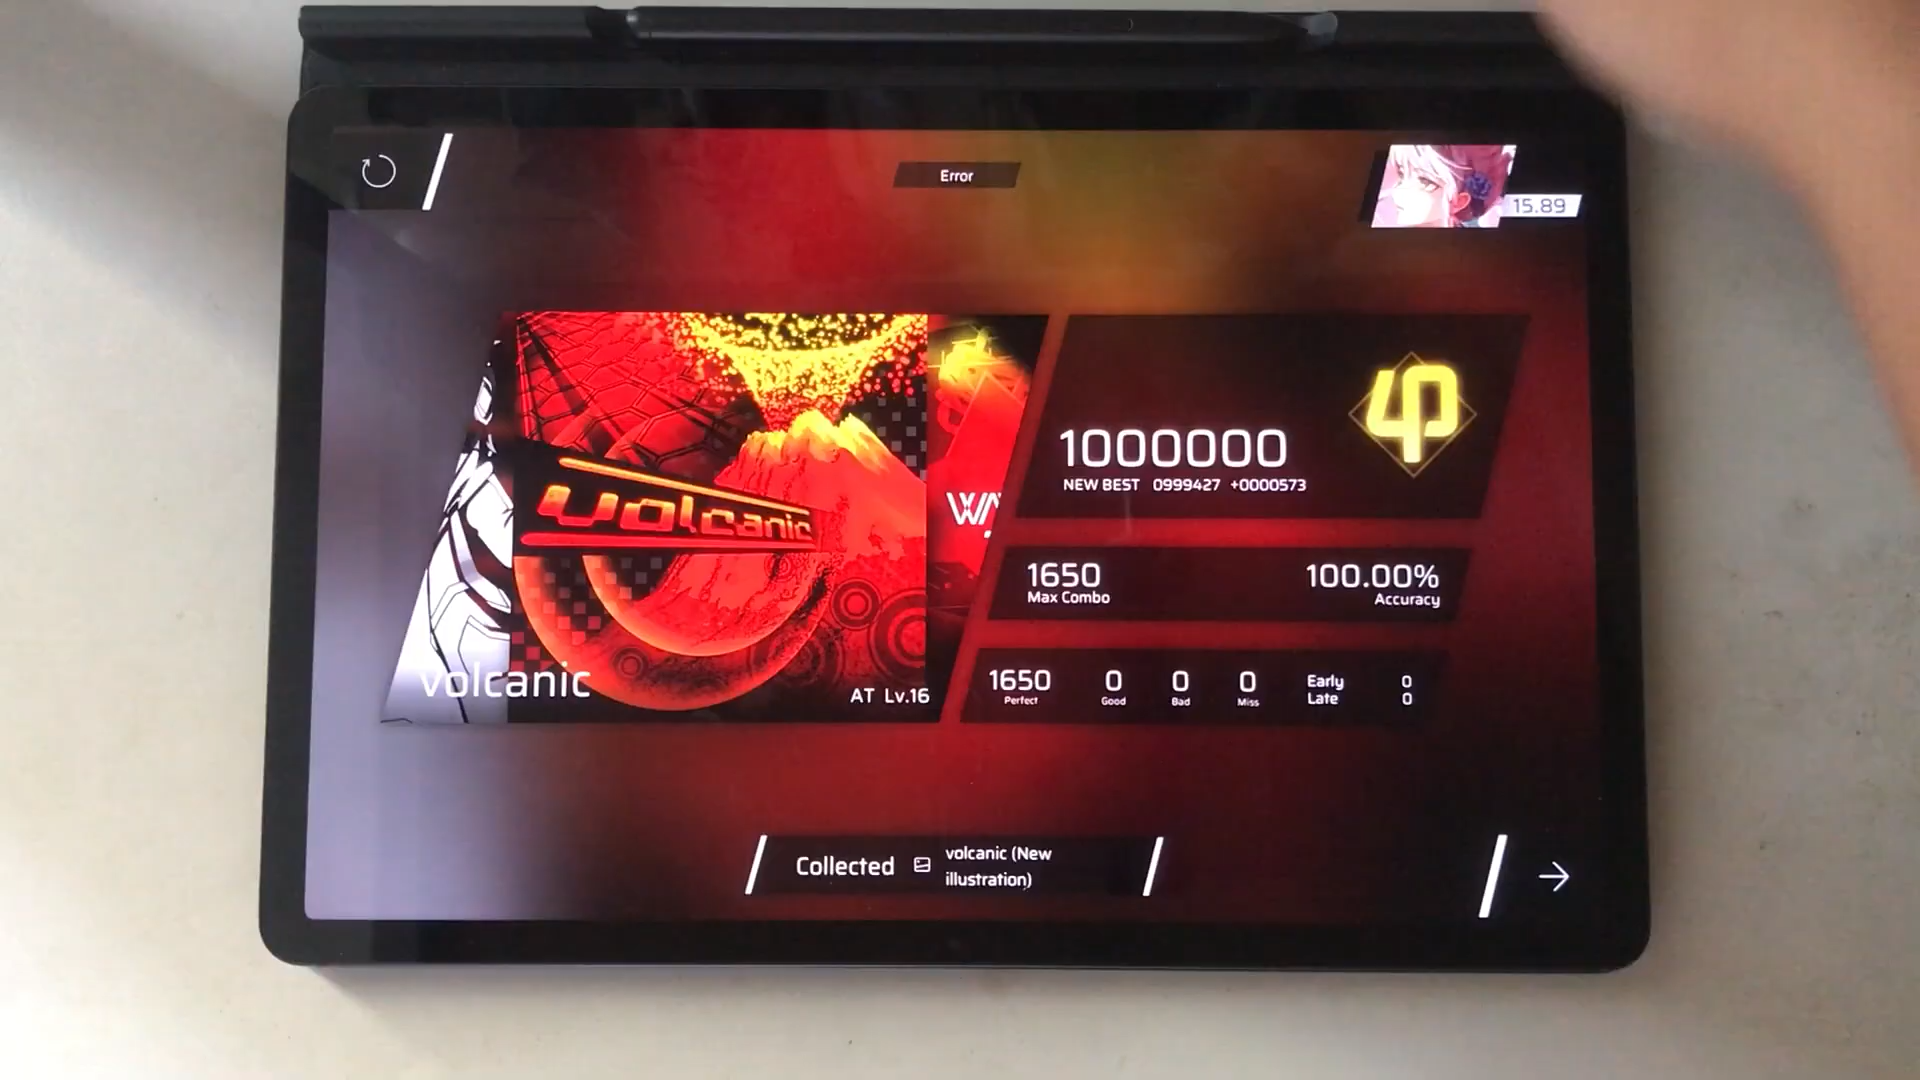 Error
15.89
volcanic
WA
1000000
NEW BEST 0999427 +0000573
1650
Max Combo
100.00%
Accuracy
volcanic
AT Lv.16
1650 0 0 0
Perfect Good Bad Miss
Early 0
Late 0
Collected
volcanic (New
illustration)